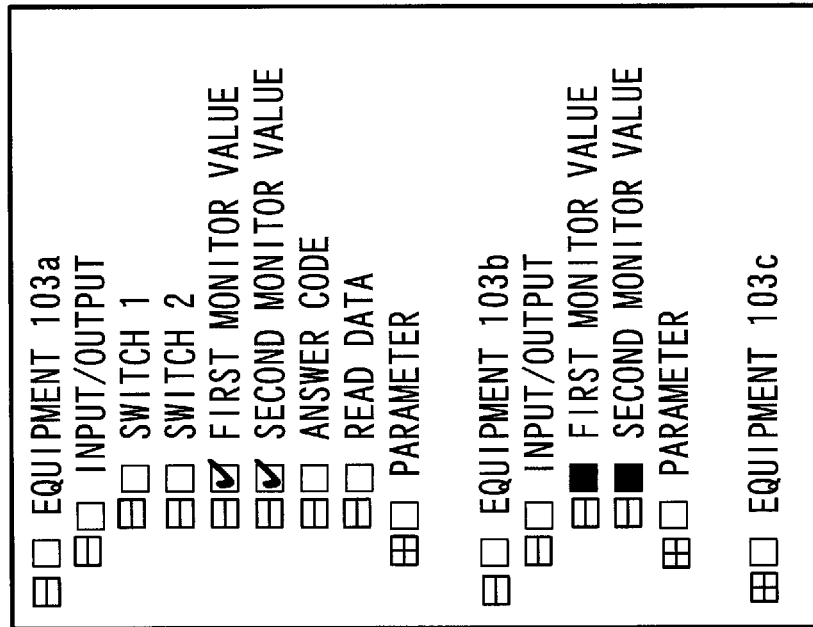 EQUIPMENT 103a
INPUT/OUTPUT
SWITCH 1
SWITCH 2
FIRST MONITOR VALUE
SECOND MONITOR VALUE
ANSWER CODE
READ DATA
PARAMETER
EQUIPMENT 103b
INPUT/OUTPUT
FIRST MONITOR VALUE
SECOND MONITOR VALUE
PARAMETER
EQUIPMENT 103c